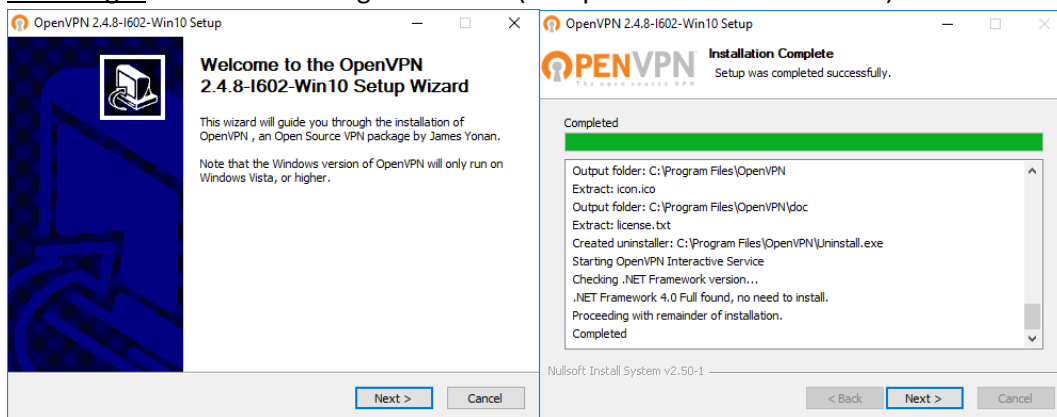 OpenVPN 2.4.8-I602-Win10 Setup
Welcome to the OpenVPN
2.4.8-I602-Win10 Setup Wizard
This wizard will guide you through the installation of
OpenVPN , an Open Source VPN package by James Yonan.
Note that the Windows version of OpenVPN will only run on
Windows Vista, or higher.
Next >
Cancel
OpenVPN 2.4.8-I602-Win10 Setup
OPENVPN
The open source VPN
Installation Complete
Setup was completed successfully.
Completed
Output folder: C:\Program Files\OpenVPN
Extract: icon.ico
Output folder: C:\Program Files\OpenVPN\doc
Extract: license.txt
Created uninstaller: C:\Program Files\OpenVPN\Uninstall.exe
Starting OpenVPN Interactive Service
Checking .NET Framework version...
.NET Framework 4.0 Full found, no need to install.
Proceeding with remainder of installation.
Completed
Nullsoft Install System v2.50-1
< Back
Next >
Cancel